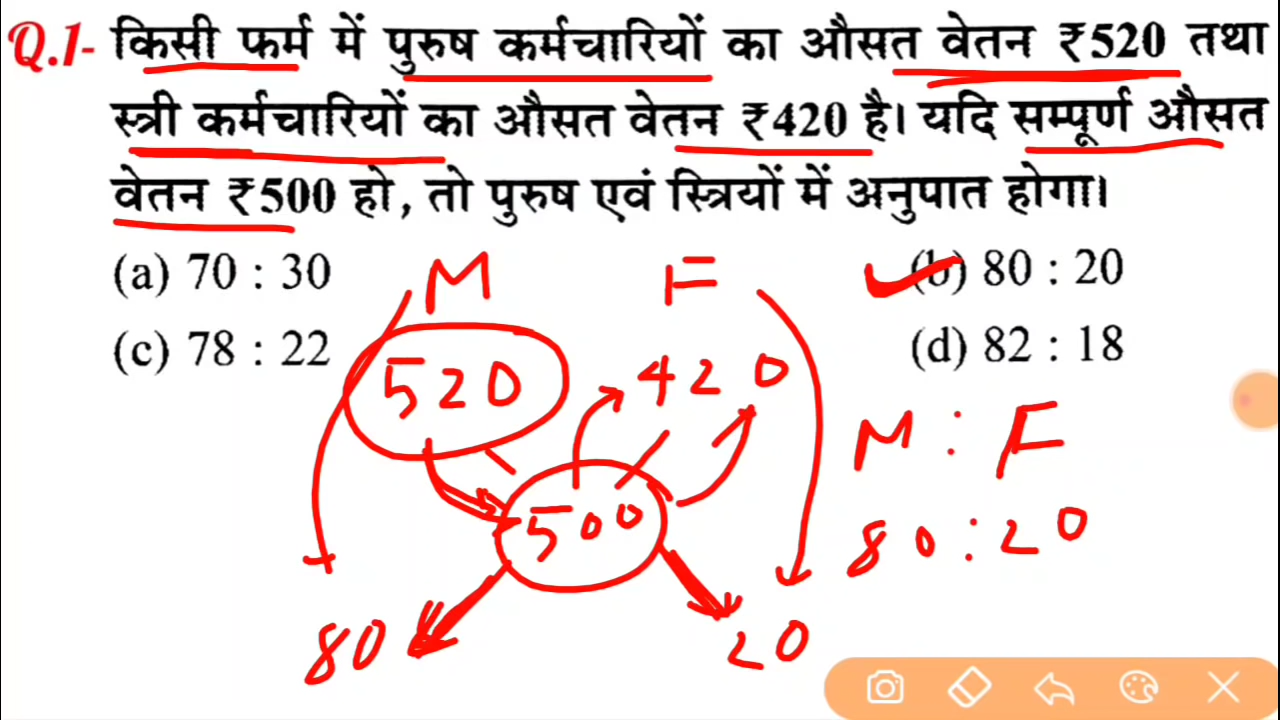 Q.1- किसी फर्म में पुरुष कर्मचारियों का औसत वेतन ₹520 तथा
स्त्री कर्मचारियों का औसत वेतन ₹420 है। यदि सम्पूर्ण औसत
वेतन ₹500 हो, तो पुरुष एवं स्त्रियों में अनुपात होगा।
(a) 70 : 30 (b) 80 : 20
(c) 78 : 22 (d) 82 : 18
M F
520 420
M : F
500
80 : 20
80 20